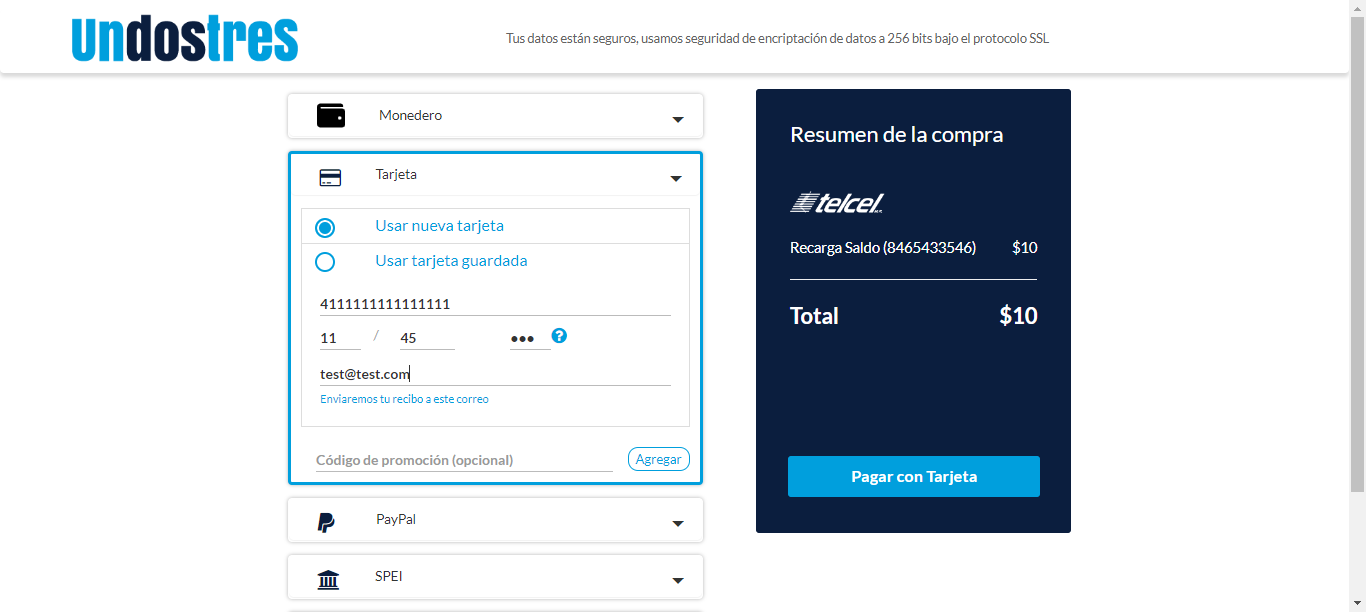 undostres
Tus datos están seguros, usamos seguridad de encriptación de datos a 256 bits bajo el protocolo SSL
Monedero
Tarjeta
Usar nueva tarjeta
Usar tarjeta guardada
4111111111111111
11 / 45 ••• ?
test@test.com
Enviaremos tu recibo a este correo
Código de promoción (opcional) Agregar
PayPal
SPEI
Resumen de la compra
telcel
Recarga Saldo (8465433546) $10
Total $10
Pagar con Tarjeta